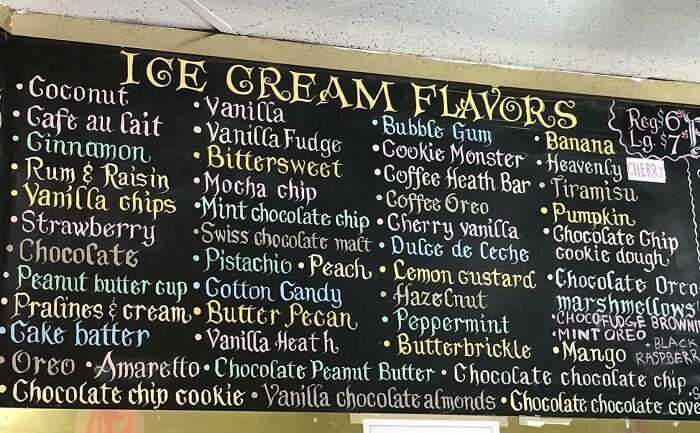 ICE CREAM FLAVORS
Reg. $6
Lg. $7
• Coconut
• Cafe au lait
• Cinnamon
• Rum & Raisin
• Vanilla chips
• Strawberry
• Chocolate
• Peanut butter cup
• Pralines & cream
• Cake batter
• Vanilla
• Vanilla Fudge
• Bittersweet
• Mocha chip
• Mint chocolate chip
• Swiss chocolate malt
• Pistachio • Peach
• Cotton Candy
• Butter Pecan
• Vanilla Heath
• Bubble Gum
• Cookie Monster
• Coffee Heath Bar
• Coffee Oreo
• Cherry vanilla
• Dulce de Leche
• Lemon custard
• Hazelnut
• Peppermint
• Butterbrickle
• Banana
• Heavenly CHERRY
• Tiramisu
• Pumpkin
• Chocolate Chip
cookie dough
• Chocolate Oreo
marshmellows
• CHOCOFUDGE BROWN
• MINT OREO
• Mango
• BLACK
RASPBER
Oreo • Amaretto • Chocolate Peanut Butter • Chocolate chocolate chip
• Chocolate chip cookie • Vanilla chocolate almonds • Chocolate chocolate cove